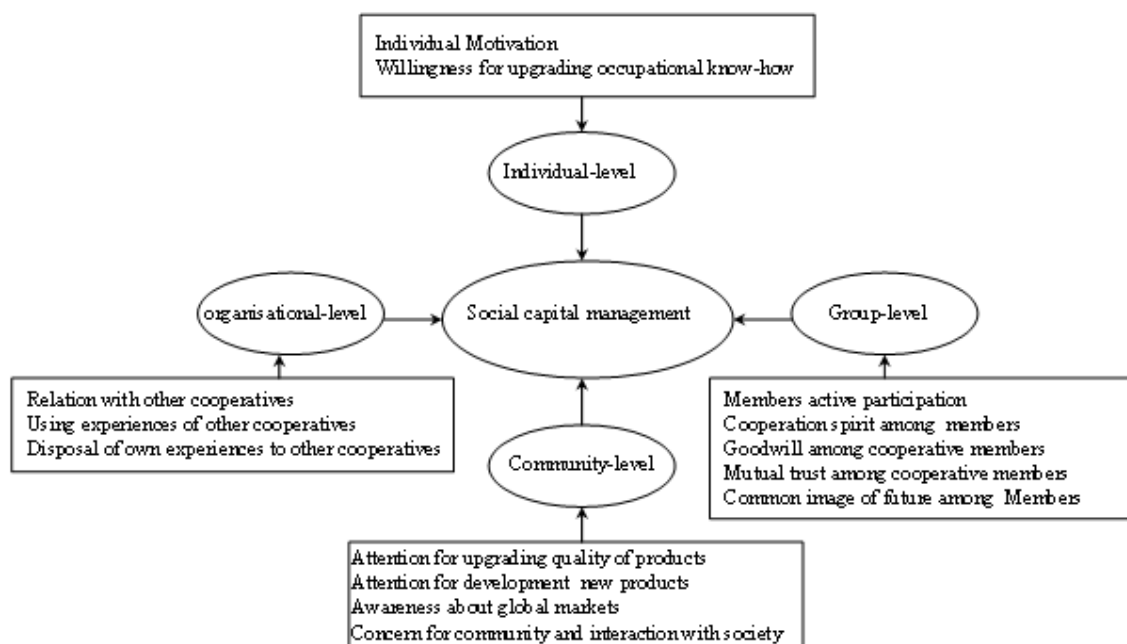 Individual Motivation
Willingness for upgrading occupational know-how
Individual-level
organisational-level
Social capital management
Group-level
Relation with other cooperatives
Using experiences of other cooperatives
Disposal of own experiences to other cooperatives
Members active participation
Cooperation spirit among members
Goodwill among cooperative members
Mutual trust among cooperative members
Common image of future among Members
Community-level
Attention for upgrading quality of products
Attention for development new products
Awareness about global markets
Concern for community and interaction with society